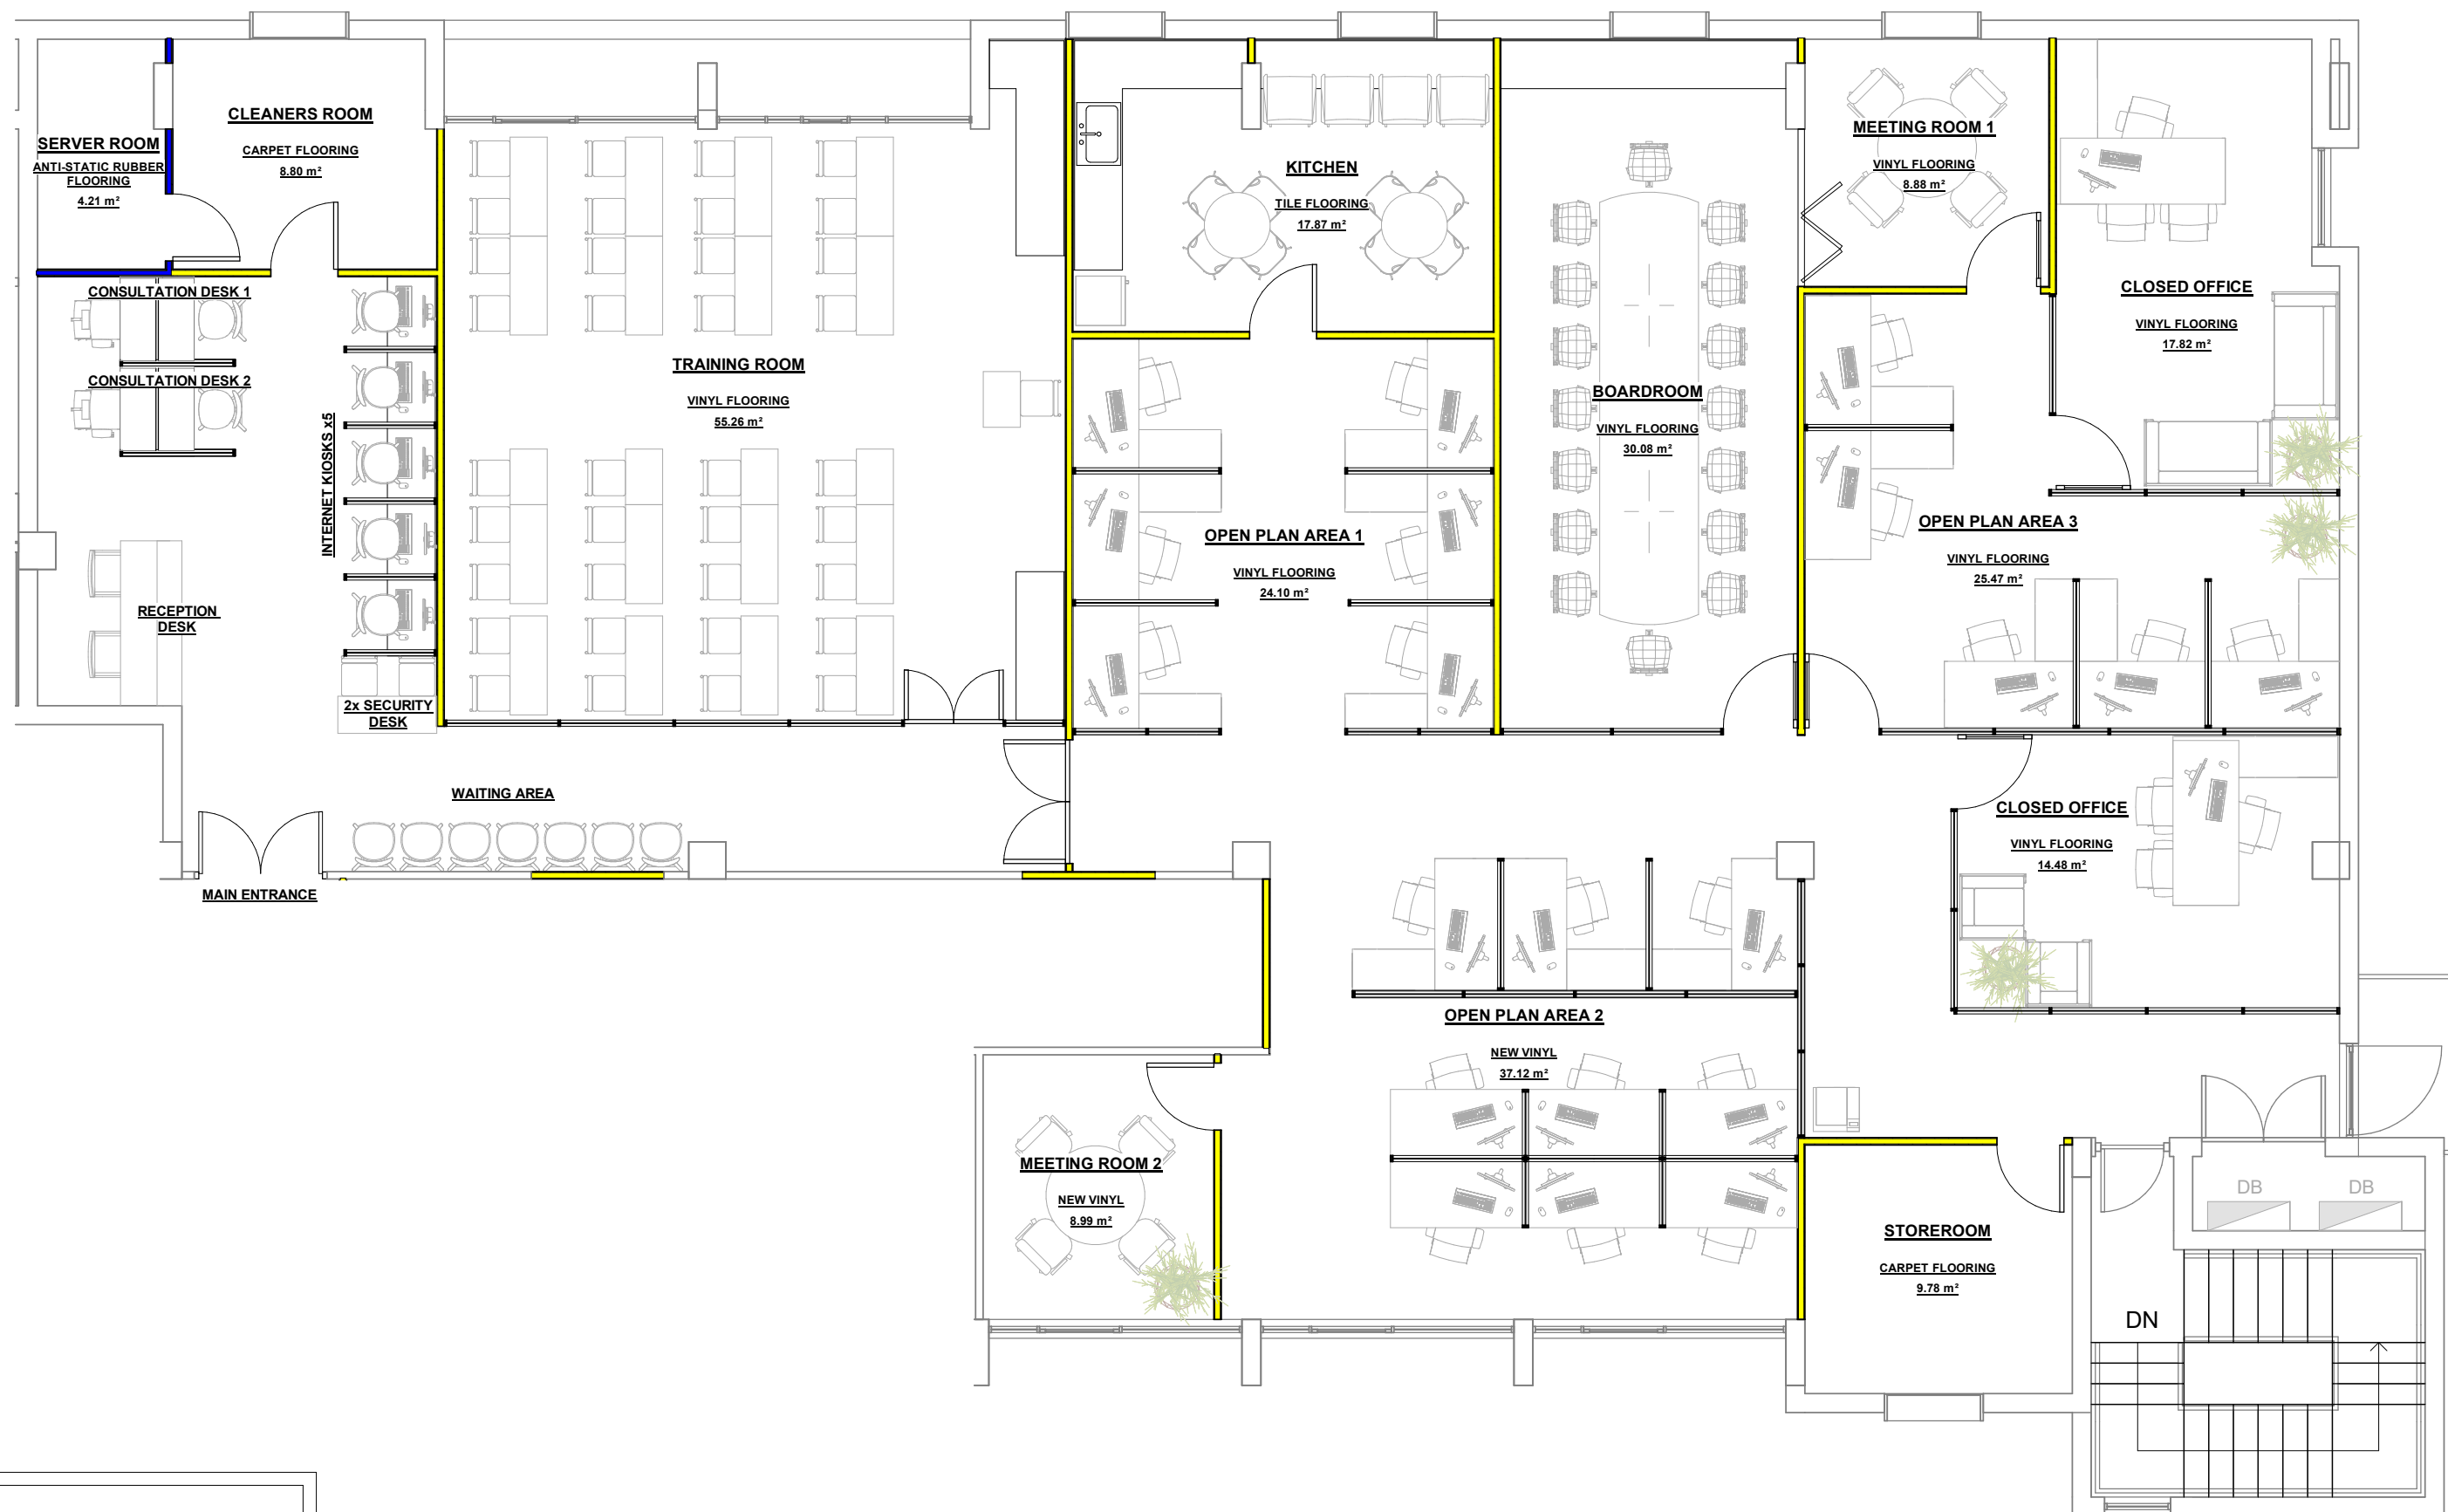 CLEANERS ROOM
CARPET FLOORING
8.80 m²
SERVER ROOM
ANTI-STATIC RUBBER
FLOORING
4.21 m²
CONSULTATION DESK 1
CONSULTATION DESK 2
INTERNET KIOSKS x5
RECEPTION
DESK
2x SECURITY
DESK
TRAINING ROOM
VINYL FLOORING
55.26 m²
WAITING AREA
MAIN ENTRANCE
KITCHEN
TILE FLOORING
17.87 m²
OPEN PLAN AREA 1
VINYL FLOORING
24.10 m²
BOARDROOM
VINYL FLOORING
30.08 m²
MEETING ROOM 1
VINYL FLOORING
8.88 m²
CLOSED OFFICE
VINYL FLOORING
17.82 m²
OPEN PLAN AREA 3
VINYL FLOORING
25.47 m²
CLOSED OFFICE
VINYL FLOORING
14.48 m²
OPEN PLAN AREA 2
NEW VINYL
37.12 m²
MEETING ROOM 2
NEW VINYL
8.99 m²
STOREROOM
CARPET FLOORING
9.78 m²
DB
DB
DN